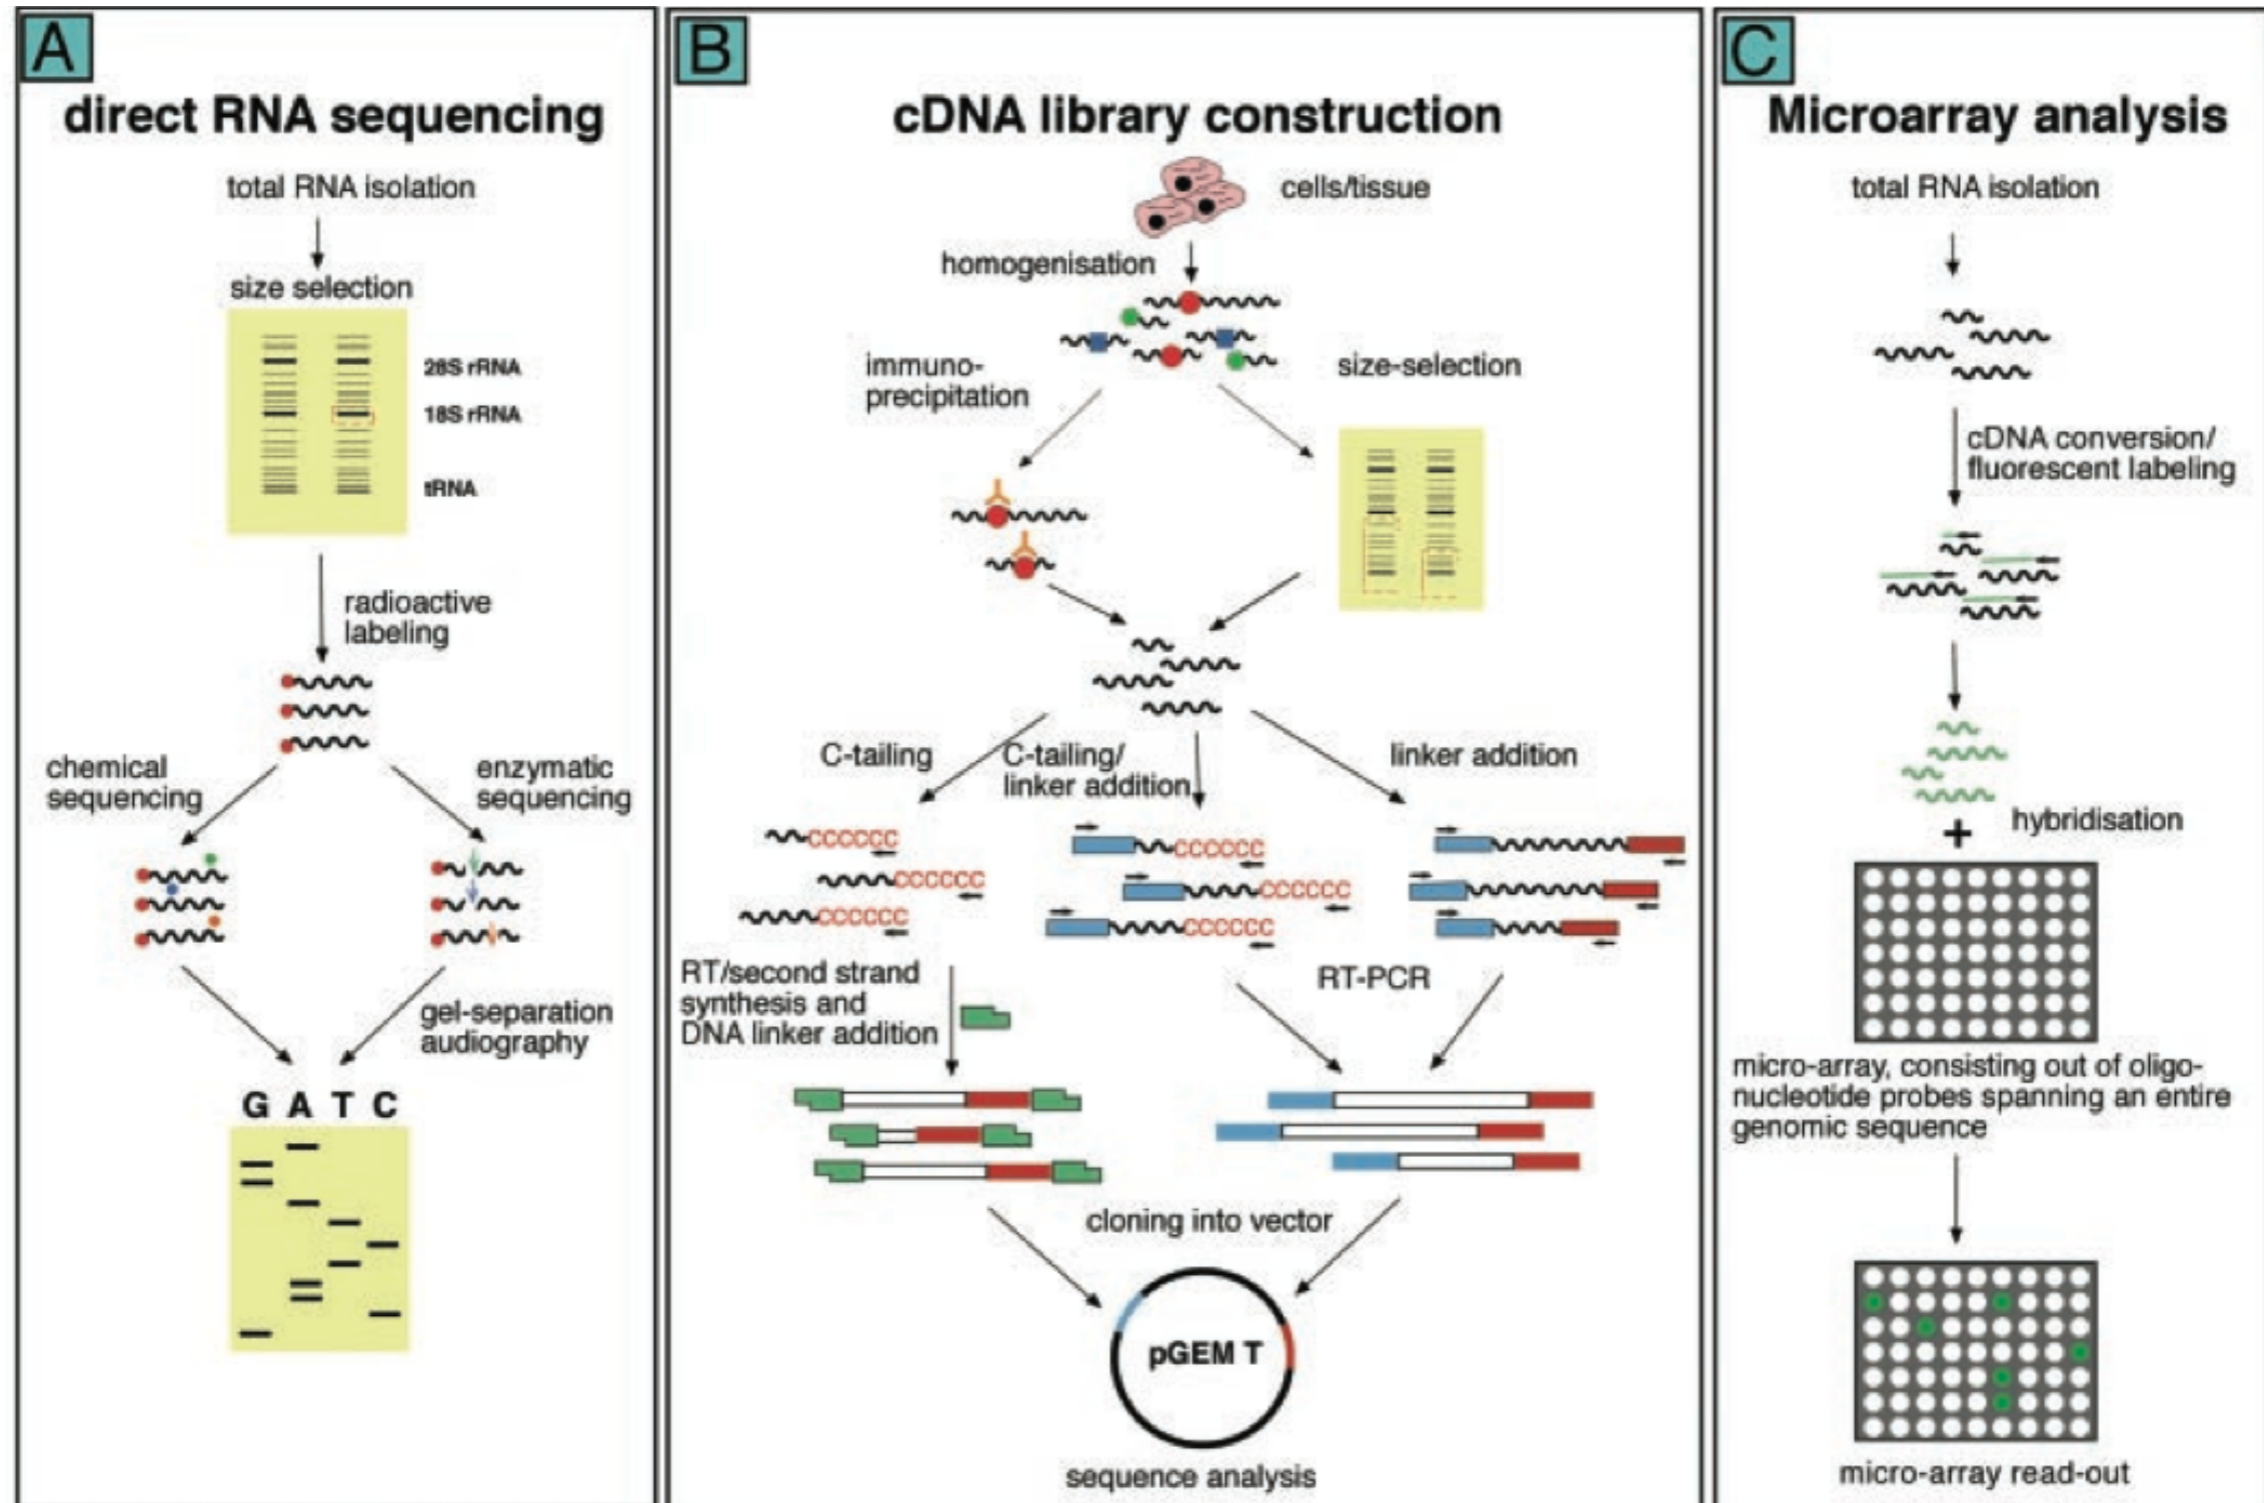 A
direct RNA sequencing
total RNA isolation
size selection
28S rRNA
18S rRNA
tRNA
radioactive
labeling
chemical
sequencing
enzymatic
sequencing
gel-separation
audiography
G A T C
B
cDNA library construction
cells/tissue
homogenisation
immuno-
precipitation
size-selection
C-tailing
C-tailing/
linker addition
linker addition
CCCCCC
CCCCCC
CCCCCC
CCCCCC
CCCCCC
CCCCCC
RT/second strand
synthesis and
DNA linker addition
RT-PCR
cloning into vector
pGEM T
sequence analysis
C
Microarray analysis
total RNA isolation
cDNA conversion/
fluorescent labeling
+
hybridisation
micro-array, consisting out of oligo-
nucleotide probes spanning an entire
genomic sequence
micro-array read-out